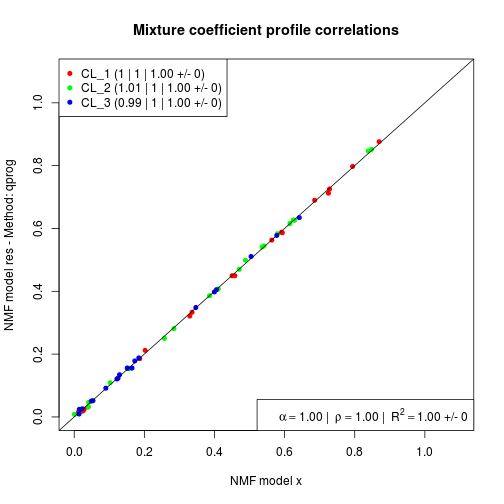 Mixture coefficient profile correlations
CL_1 (1 | 1 | 1.00 +/- 0)
CL_2 (1.01 | 1 | 1.00 +/- 0)
CL_3 (0.99 | 1 | 1.00 +/- 0)
NMF model res - Method: qprog
1.0
0.8
0.6
0.4
0.2
0.0
α = 1.00 | ρ = 1.00 | R² = 1.00 +/- 0
0.0 0.2 0.4 0.6 0.8 1.0
NMF model x